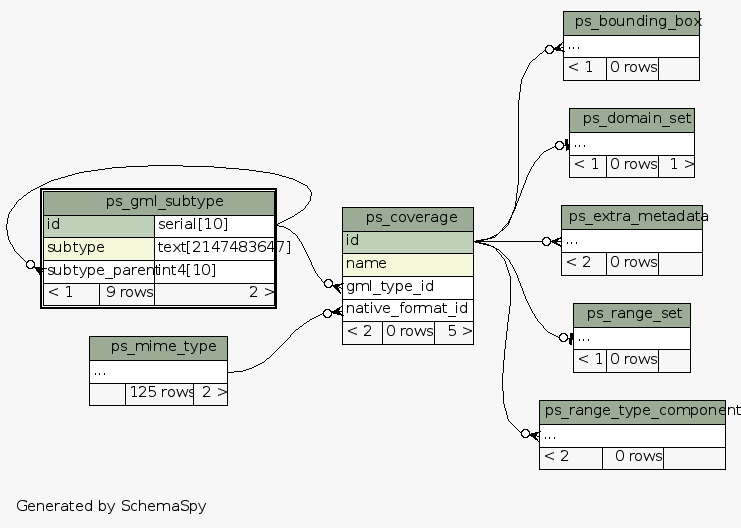 ps_bounding_box
...
< 1 0 rows
ps_domain_set
...
< 1 0 rows 1 >
ps_gml_subtype
id serial[10]
subtype text[2147483647]
subtype_parent int4[10]
< 1 9 rows 2 >
ps_coverage
id
name
gml_type_id
native_format_id
< 2 0 rows 5 >
ps_extra_metadata
...
< 2 0 rows
ps_range_set
...
< 1 0 rows
ps_mime_type
...
125 rows 2 >
ps_range_type_component
...
< 2 0 rows
Generated by SchemaSpy